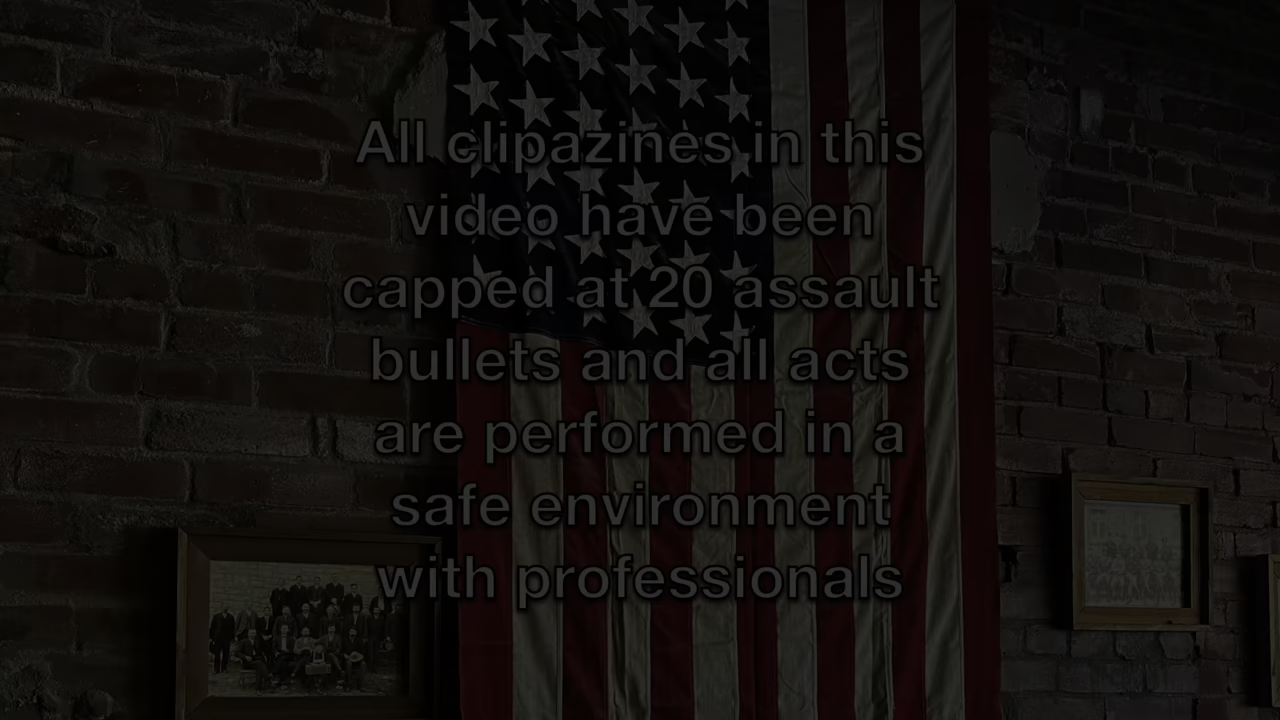 All clipazines in this
video have been
capped at 20 assault
bullets and all acts
are performed in a
safe environment
with professionals